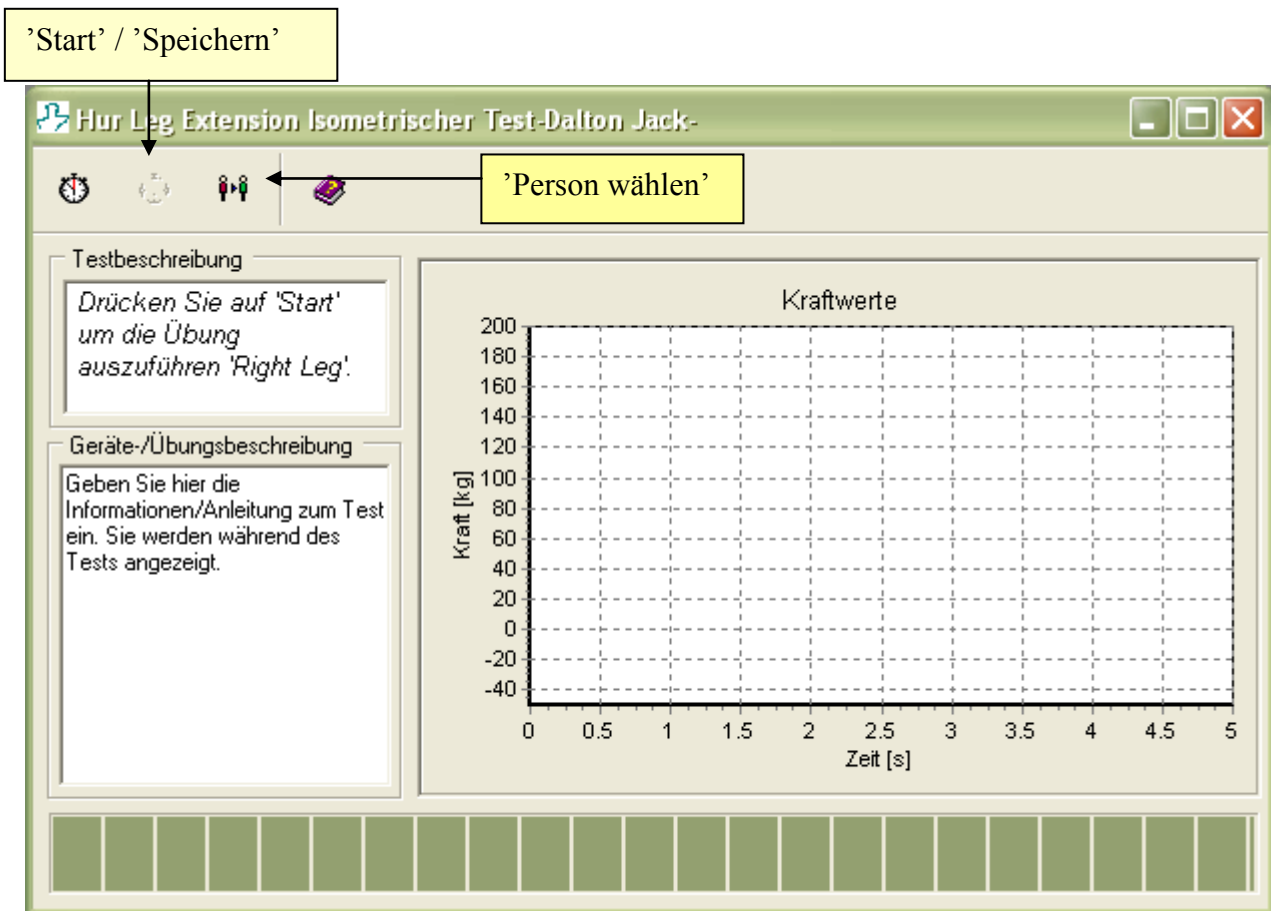 ’Start’ / ’Speichern’
Hur Leg Extension Isometrischer Test-Dalton Jack-
’Person wählen’
Testbeschreibung
Drücken Sie auf 'Start'
um die Übung
auszuführen 'Right Leg'.
Geräte-/Übungsbeschreibung
Geben Sie hier die
Informationen/Anleitung zum Test
ein. Sie werden während des
Tests angezeigt.
Kraftwerte
Kraft [kg]
200
180
160
140
120
100
80
60
40
20
0
-20
-40
0 0.5 1 1.5 2 2.5 3 3.5 4 4.5 5
Zeit [s]